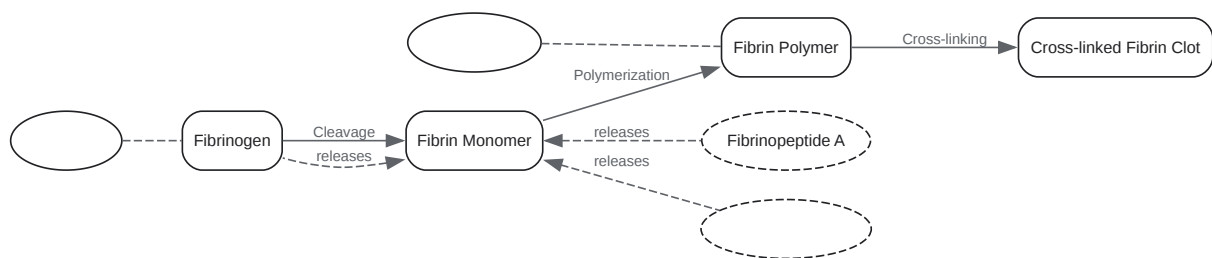 Fibrin Polymer
Cross-linking
Cross-linked Fibrin Clot
Polymerization
Fibrinogen
Cleavage
releases
Fibrin Monomer
releases
Fibrinopeptide A
releases